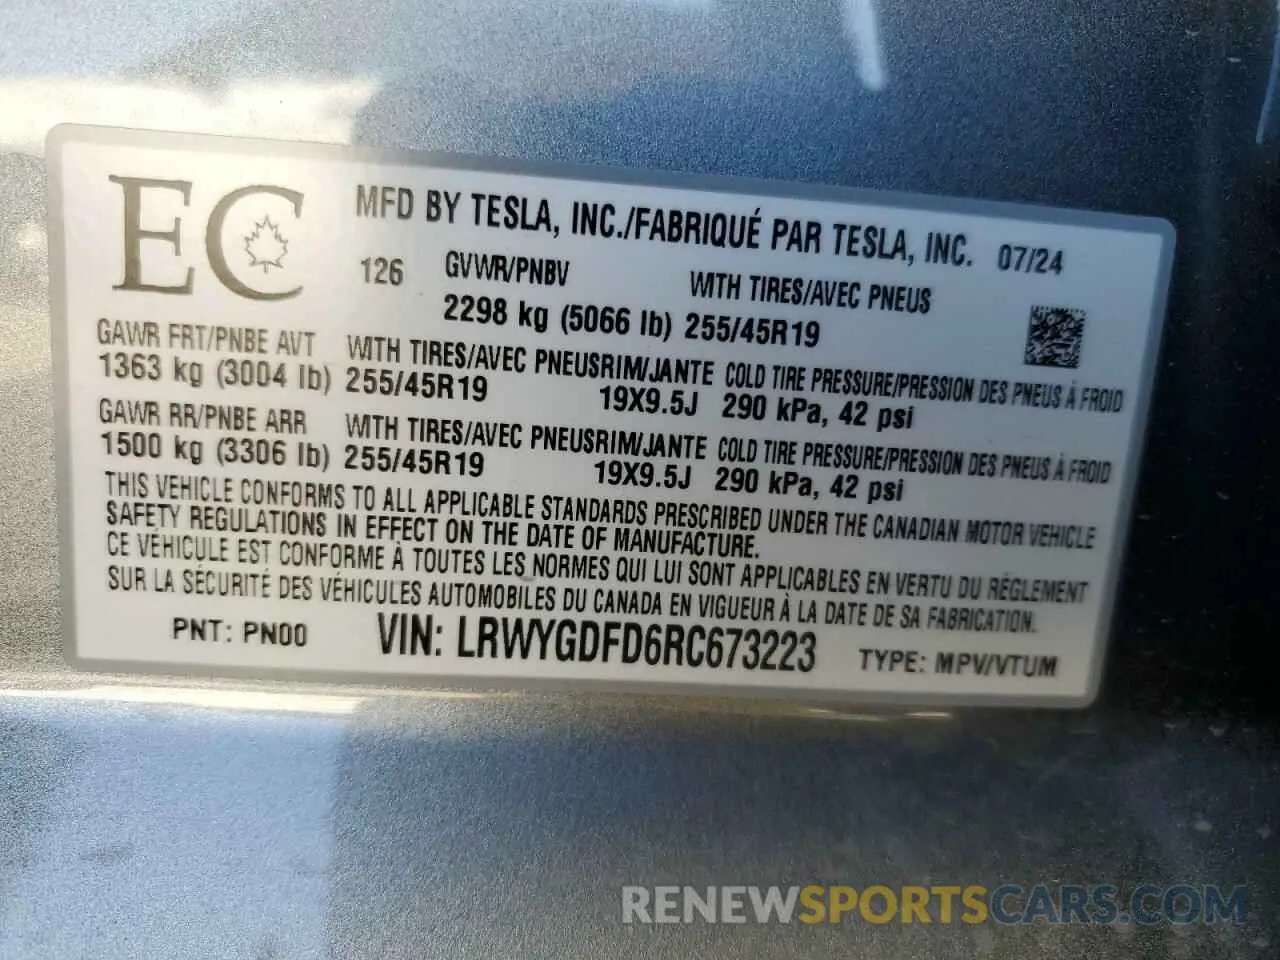 EC
MFD BY TESLA, INC./FABRIQUÉ PAR TESLA, INC. 07/24
126 GVWR/PNBV WITH TIRES/AVEC PNEUS
2298 kg (5066 lb) 255/45R19
GAWR FRT/PNBE AVT WITH TIRES/AVEC PNEUSRIM/JANTE COLD TIRE PRESSURE/PRESSION DES PNEUS À FROID
1363 kg (3004 lb) 255/45R19 19X9.5J 290 kPa, 42 psi
GAWR RR/PNBE ARR WITH TIRES/AVEC PNEUSRIM/JANTE COLD TIRE PRESSURE/PRESSION DES PNEUS À FROID
1500 kg (3306 lb) 255/45R19 19X9.5J 290 kPa, 42 psi
THIS VEHICLE CONFORMS TO ALL APPLICABLE STANDARDS PRESCRIBED UNDER THE CANADIAN MOTOR VEHICLE
SAFETY REGULATIONS IN EFFECT ON THE DATE OF MANUFACTURE.
CE VÉHICULE EST CONFORME À TOUTES LES NORMES QUI LUI SONT APPLICABLES EN VERTU DU RÉGLEMENT
SUR LA SÉCURITÉ DES VÉHICULES AUTOMOBILES DU CANADA EN VIGUEUR À LA DATE DE SA FABRICATION.
PNT: PN00 VIN: LRWYGDFD6RC673223 TYPE: MPV/VTUM
RENEWSPORTSCARS.COM